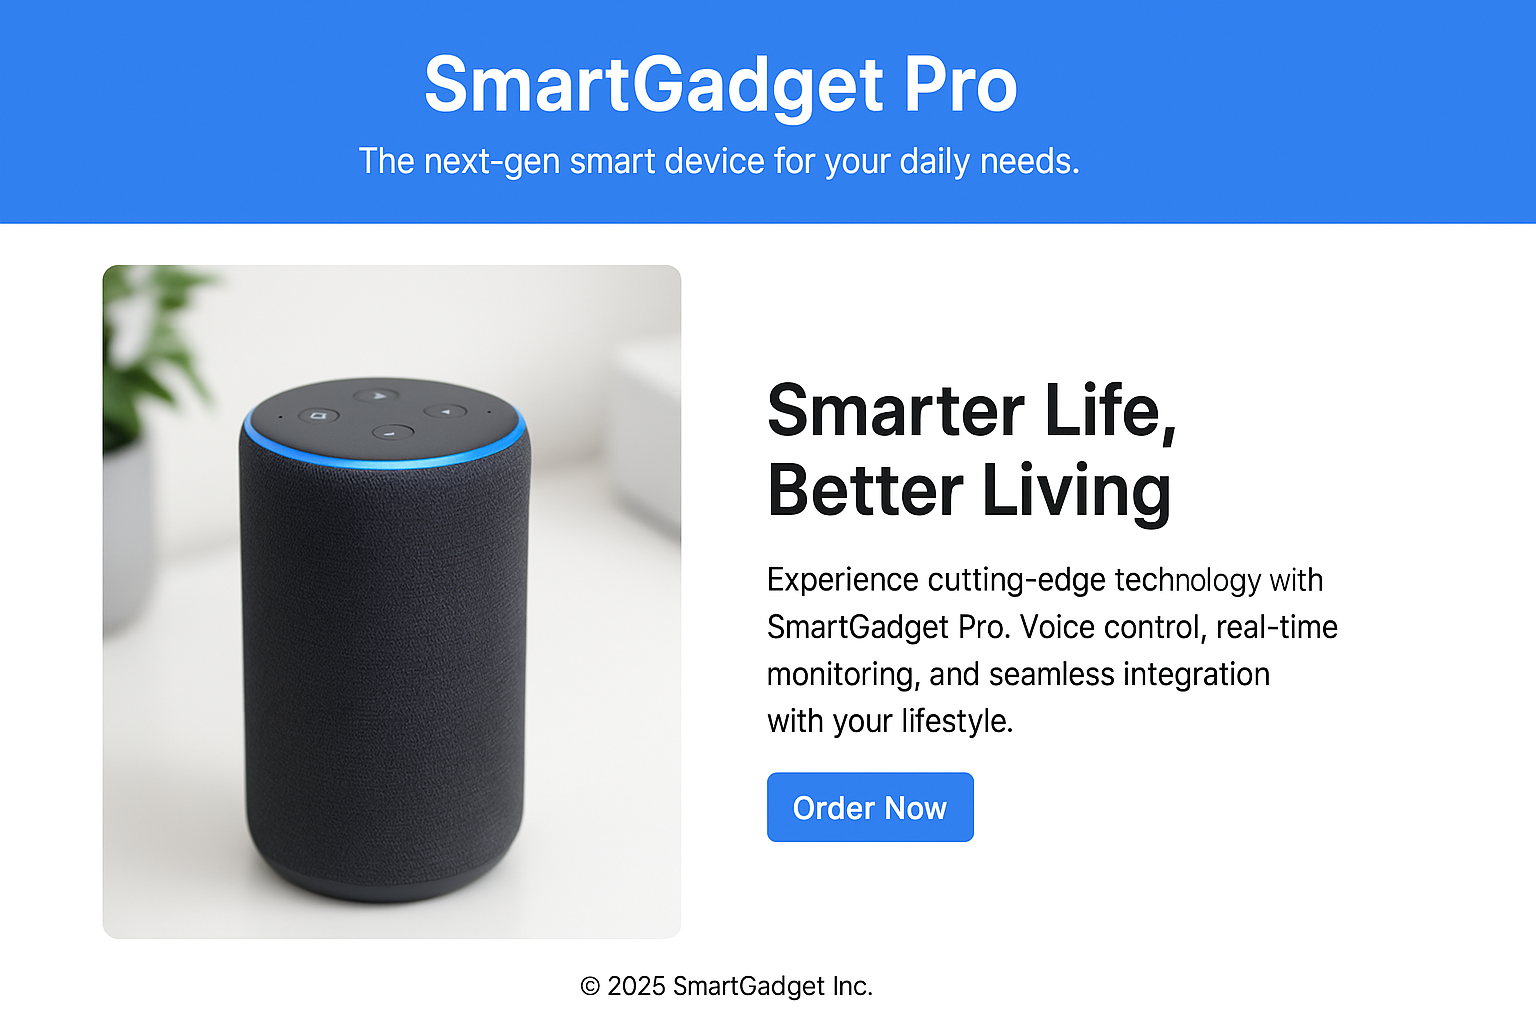 SmartGadget Pro
The next-gen smart device for your daily needs.
Smarter Life,
Better Living
Experience cutting-edge technology with
SmartGadget Pro. Voice control, real-time
monitoring, and seamless integration
with your lifestyle.
Order Now
© 2025 SmartGadget Inc.